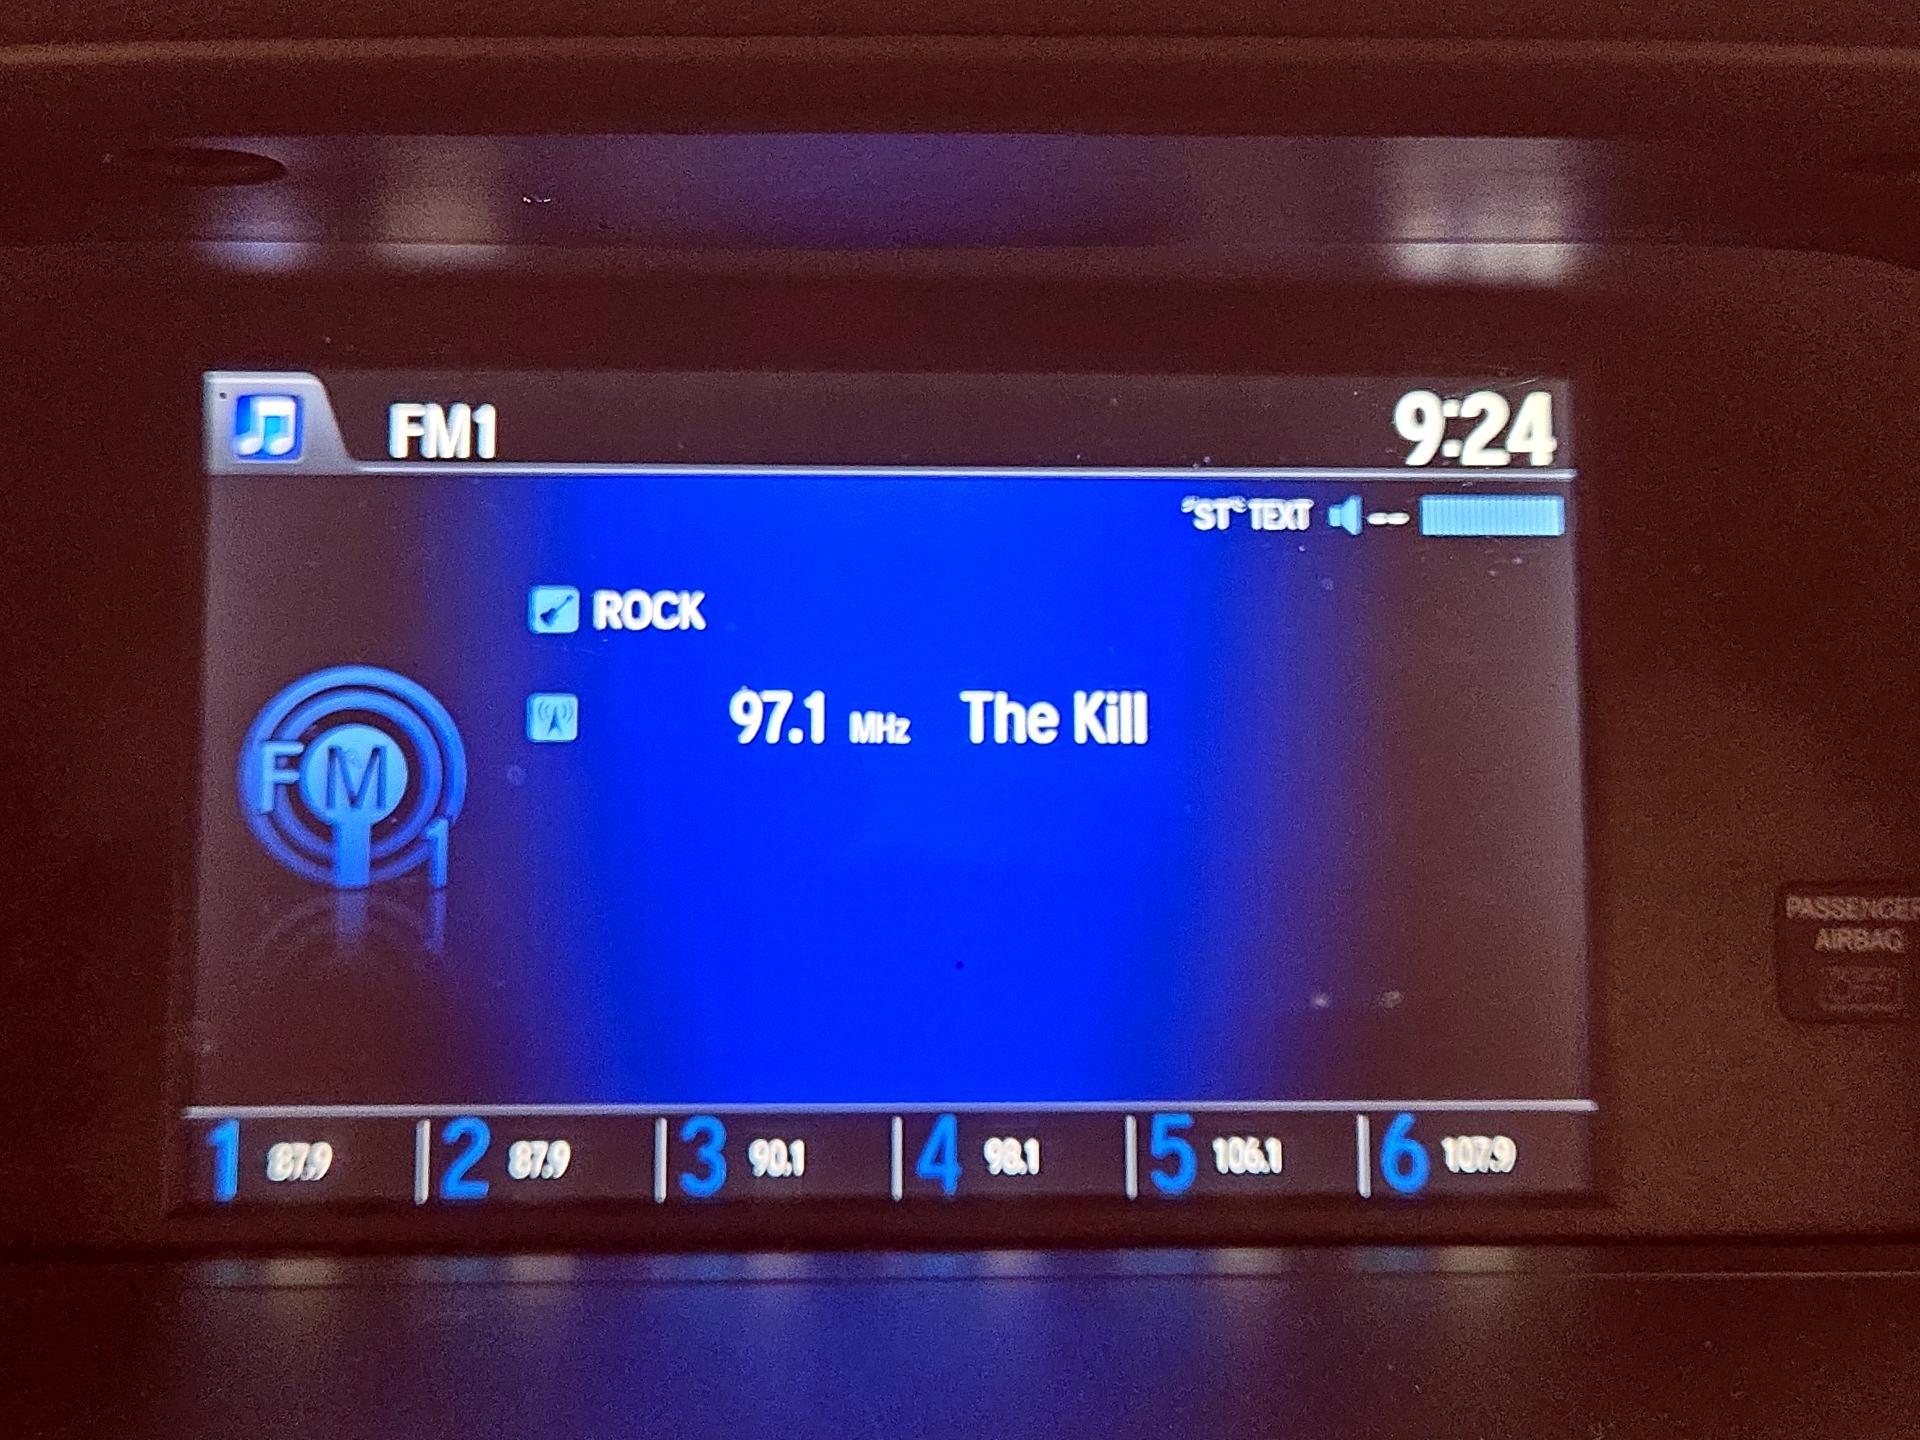 FM1 9:24
"ST" TEXT --
ROCK
97.1 MHz The Kill
FM
1
PASSENGER
AIRBAG
1 87.9 2 87.9 3 90.1 4 98.1 5 106.1 6 107.9